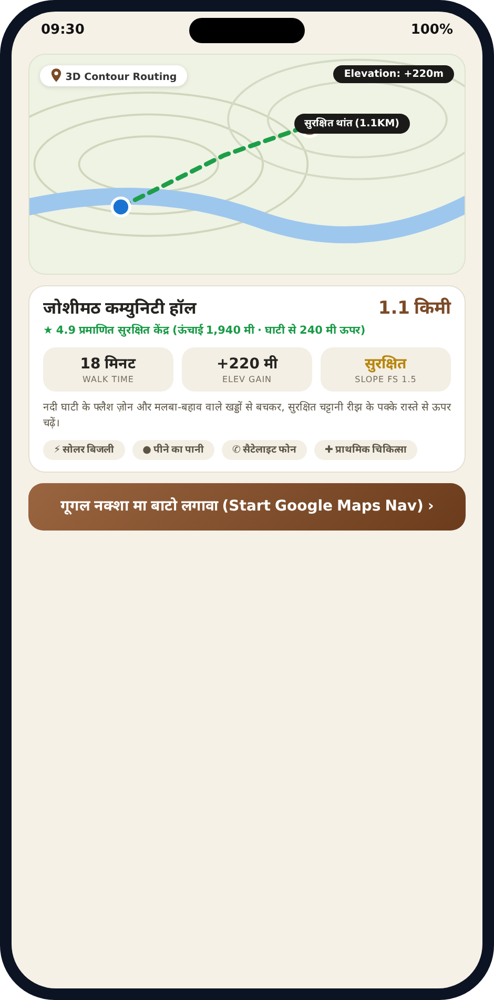 09:30
100%
3D Contour Routing
Elevation: +220m
सुरक्षित थांत (1.1KM)
जोशीमठ कम्युनिटी हॉल
1.1 किमी
★ 4.9 प्रमाणित सुरक्षित केंद्र (ऊंचाई 1,940 मी · घाटी से 240 मी ऊपर)
18 मिनट
WALK TIME
+220 मी
ELEV GAIN
सुरक्षित
SLOPE FS 1.5
नदी घाटी के फ्लैश ज़ोन और मलबा-बहाव वाले खड्डों से बचकर, सुरक्षित चट्टानी रीझ के पक्के रास्ते से ऊपर
चढ़ें।
⚡ सोलर बिजली
● पीने का पानी
✆ सैटेलाइट फोन
✚ प्राथमिक चिकित्सा
गूगल नक्शा मा बाटो लगावा (Start Google Maps Nav) ›